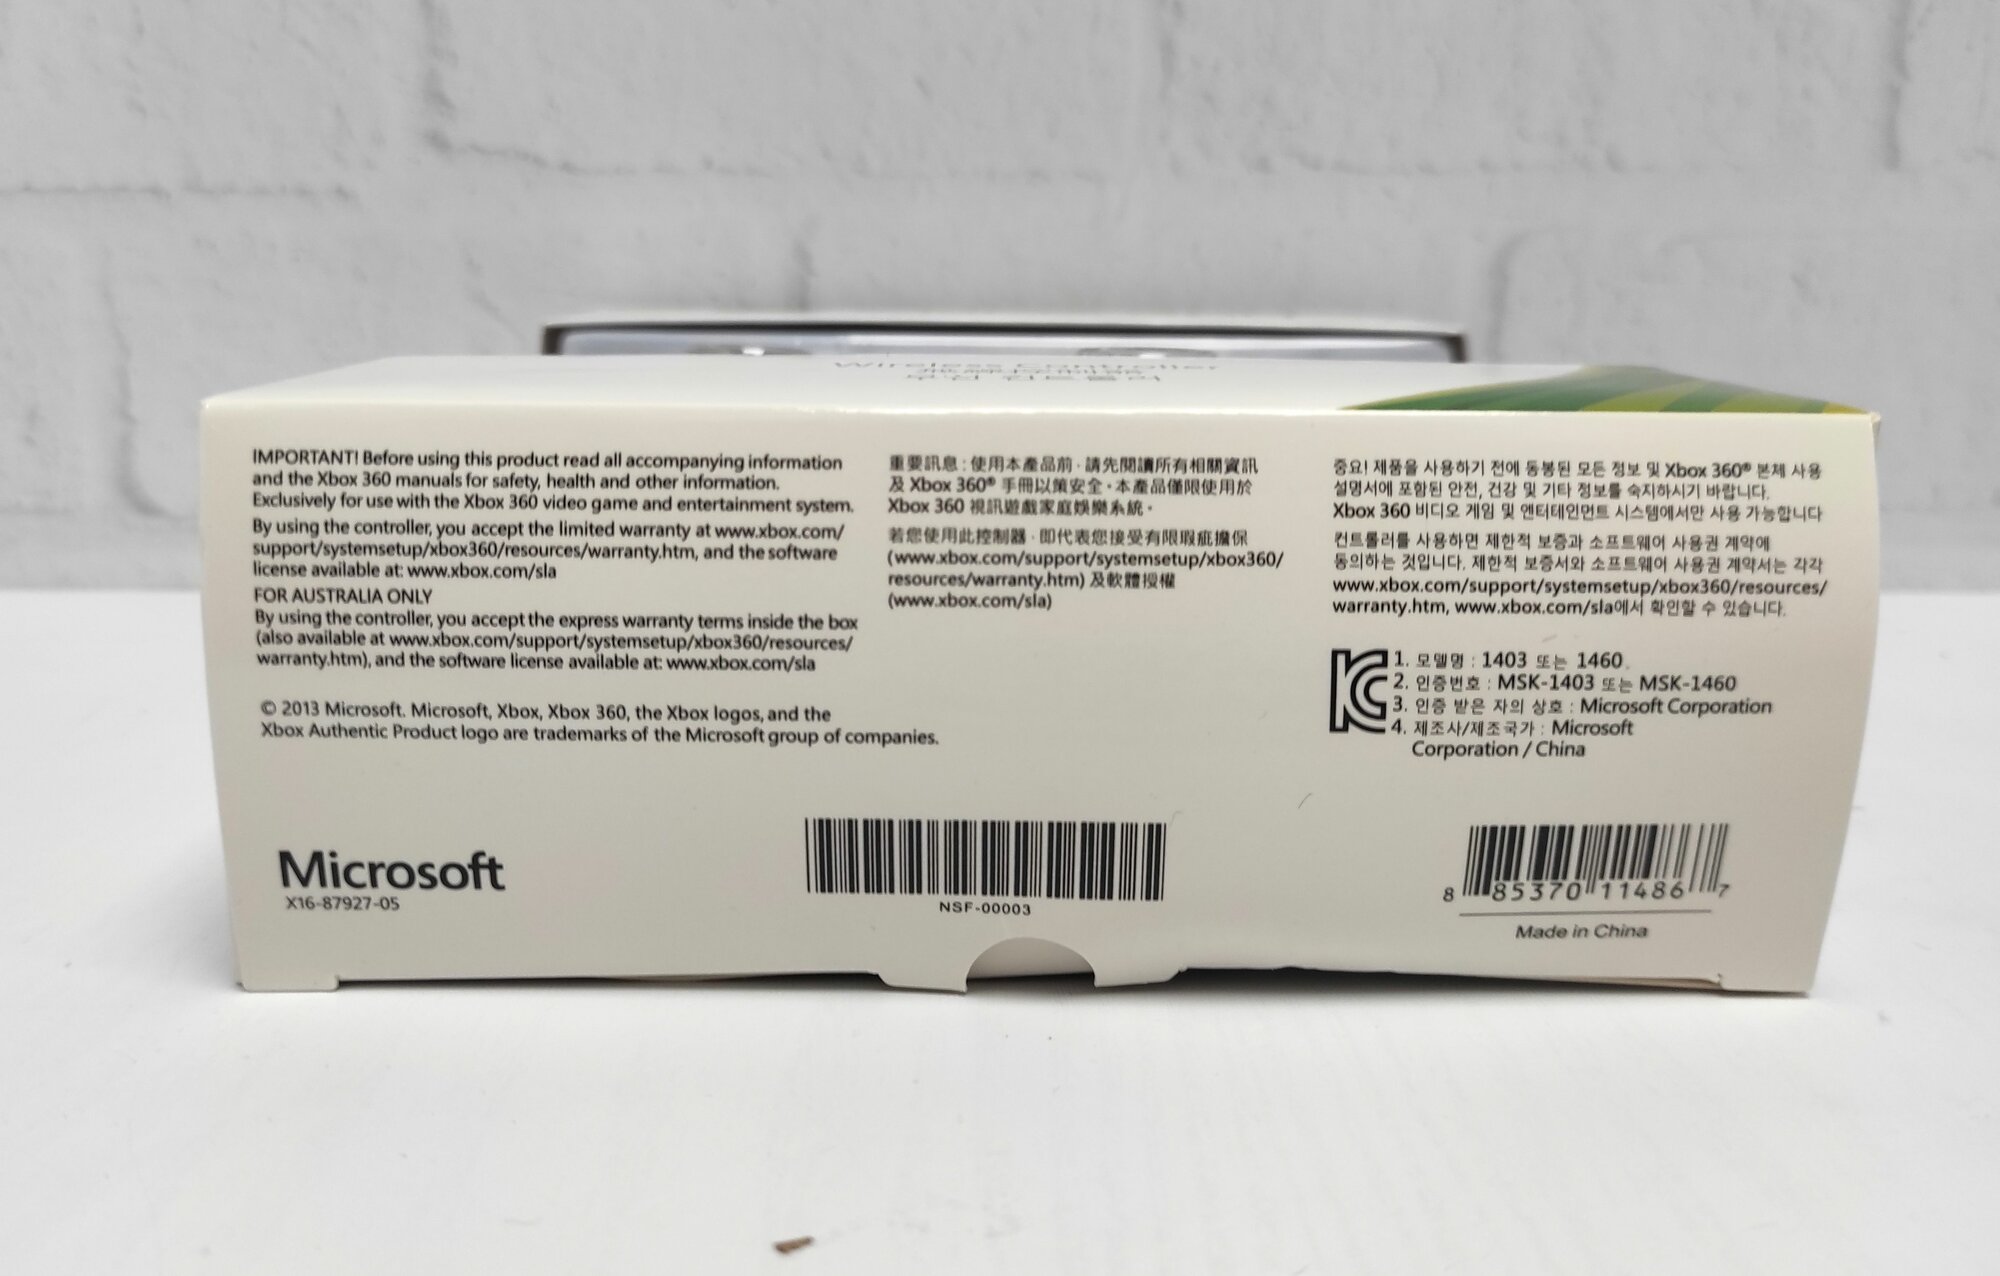 Wireless Controller
무선 컨트롤러
IMPORTANT! Before using this product read all accompanying information
and the Xbox 360 manuals for safety, health and other information.
Exclusively for use with the Xbox 360 video game and entertainment system.
By using the controller, you accept the limited warranty at www.xbox.com/
support/systemsetup/xbox360/resources/warranty.htm, and the software
license available at: www.xbox.com/sla
FOR AUSTRALIA ONLY
By using the controller, you accept the express warranty terms inside the box
(also available at www.xbox.com/support/systemsetup/xbox360/resources/
warranty.htm), and the software license available at: www.xbox.com/sla
© 2013 Microsoft. Microsoft, Xbox, Xbox 360, the Xbox logos, and the
Xbox Authentic Product logo are trademarks of the Microsoft group of companies.
Microsoft
X16-87927-05
重要訊息：使用本產品前，請先閱讀所有相關資訊
及 Xbox 360® 手冊以策安全。本產品僅限使用於
Xbox 360 視訊遊戲家庭娛樂系統。
若您使用此控制器，即代表您接受有限瑕疵擔保
(www.xbox.com/support/systemsetup/xbox360/
resources/warranty.htm) 及軟體授權
(www.xbox.com/sla)
NSF-00003
중요! 제품을 사용하기 전에 동봉된 모든 정보 및 Xbox 360® 본체 사용
설명서에 포함된 안전, 건강 및 기타 정보를 숙지하시기 바랍니다.
Xbox 360 비디오 게임 및 엔터테인먼트 시스템에서만 사용 가능합니다
컨트롤러를 사용하면 제한적 보증과 소프트웨어 사용권 계약에
동의하는 것입니다. 제한적 보증서와 소프트웨어 사용권 계약서는 각각
www.xbox.com/support/systemsetup/xbox360/resources/
warranty.htm, www.xbox.com/sla에서 확인할 수 있습니다.
1. 모델명 : 1403 또는 1460
2. 인증번호 : MSK-1403 또는 MSK-1460
3. 인증 받은 자의 상호 : Microsoft Corporation
4. 제조사/제조국가 : Microsoft
Corporation / China
8 85370 11486 7
Made in China